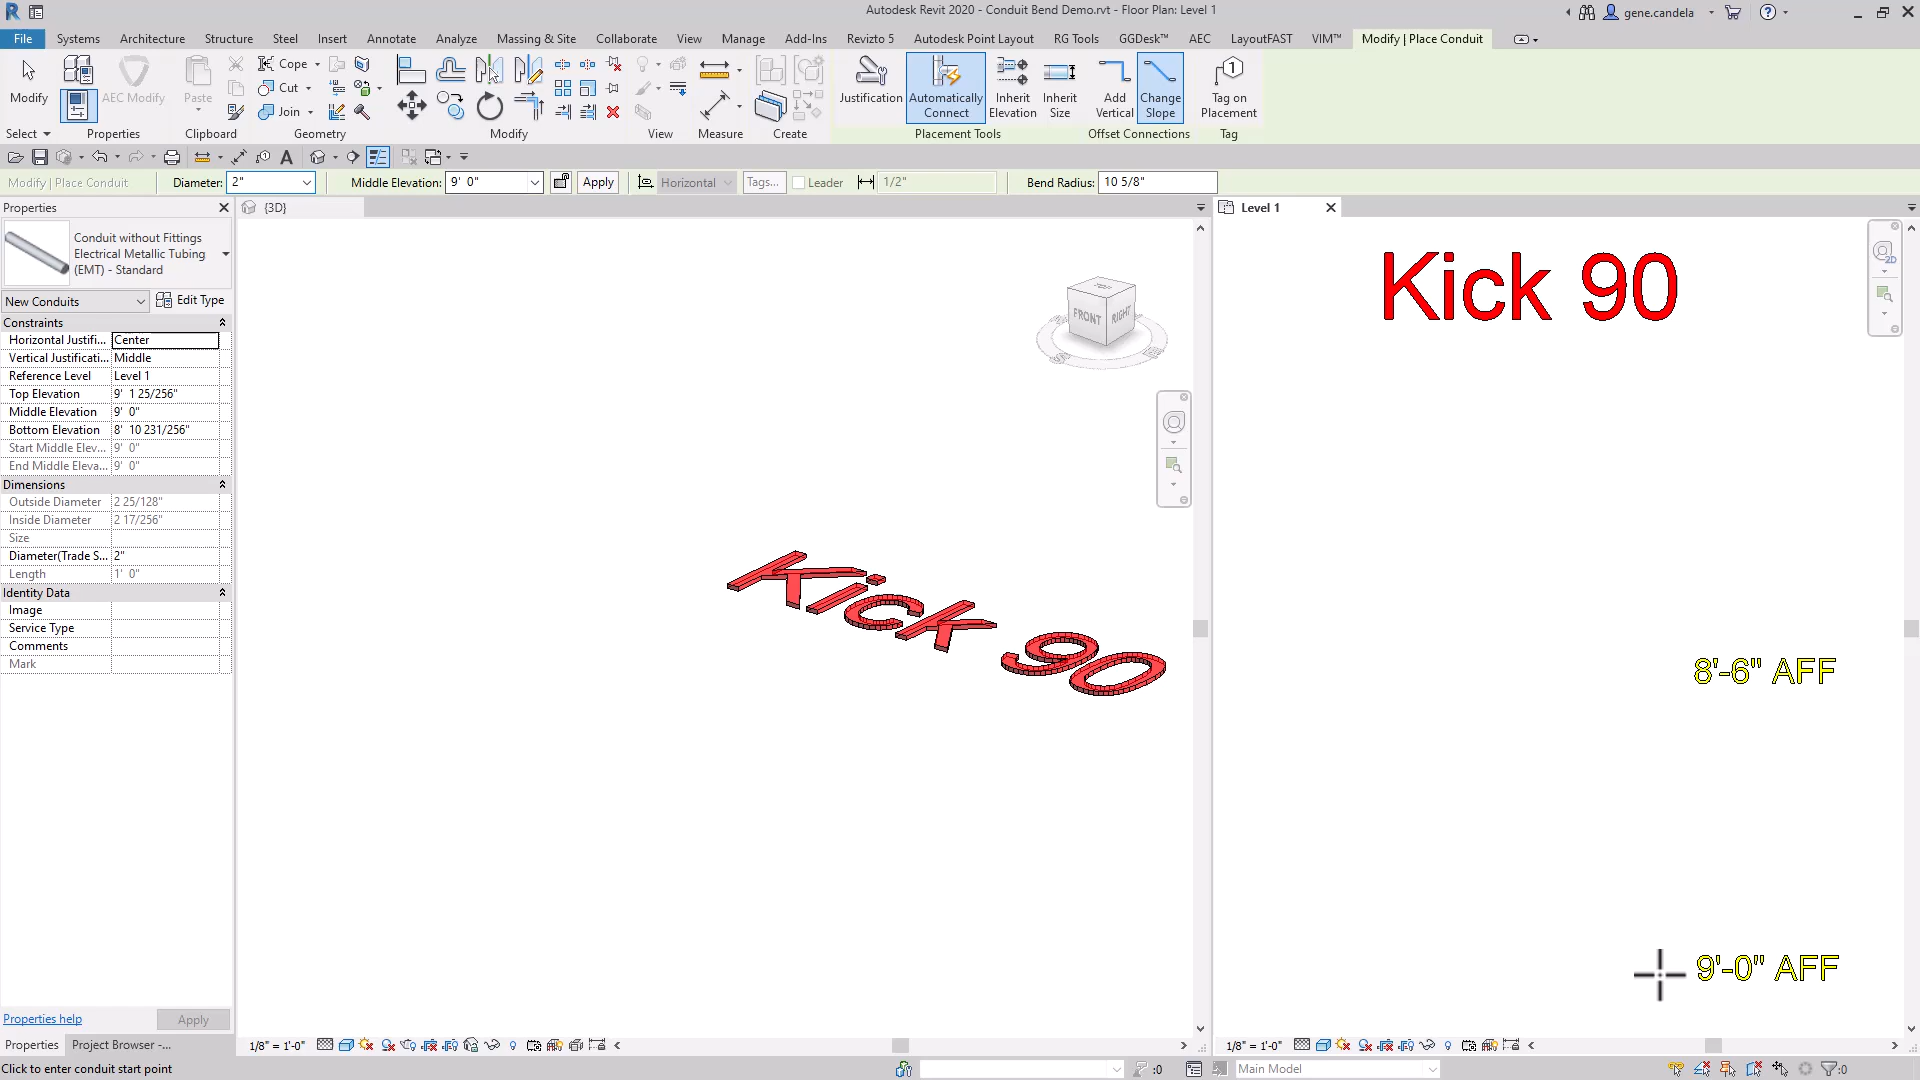 Autodesk Revit 2020 - Conduit Bend Demo.rvt - Floor Plan: Level 1
gene.candela
File Systems Architecture Structure Steel Insert Annotate Analyze Massing & Site Collaborate View Manage Add-Ins Revizto 5 Autodesk Point Layout RG Tools GGDesk™ AEC LayoutFAST VIM™ Modify | Place Conduit
Modify
AEC Modify
Paste
Cope
Cut
Join
Justification
Automatically Connect
Inherit Elevation
Inherit Size
Add Vertical
Change Slope
Tag on Placement
Select Properties Clipboard Geometry Modify View Measure Create Placement Tools Offset Connections Tag
Modify | Place Conduit Diameter: 2" Middle Elevation: 9' 0" Apply Horizontal Tags... Leader 1/2" Bend Radius: 10 5/8"
Properties
{3D}
Level 1
Conduit without Fittings
Electrical Metallic Tubing
(EMT) - Standard
New Conduits Edit Type
Constraints
Horizontal Justifi... Center
Vertical Justificati... Middle
Reference Level Level 1
Top Elevation 9' 1 25/256"
Middle Elevation 9' 0"
Bottom Elevation 8' 10 231/256"
Start Middle Elev... 9' 0"
End Middle Eleva... 9' 0"
Dimensions
Outside Diameter 2 25/128"
Inside Diameter 2 17/256"
Size
Diameter(Trade S... 2"
Length 1' 0"
Identity Data
Image
Service Type
Comments
Mark
FRONT RIGHT
Kick 90
2D
Kick 90
8'-6" AFF
9'-0" AFF
Properties help Apply
Properties Project Browser -...
1/8" = 1'-0"
1/8" = 1'-0"
Click to enter conduit start point
:0
Main Model
:0